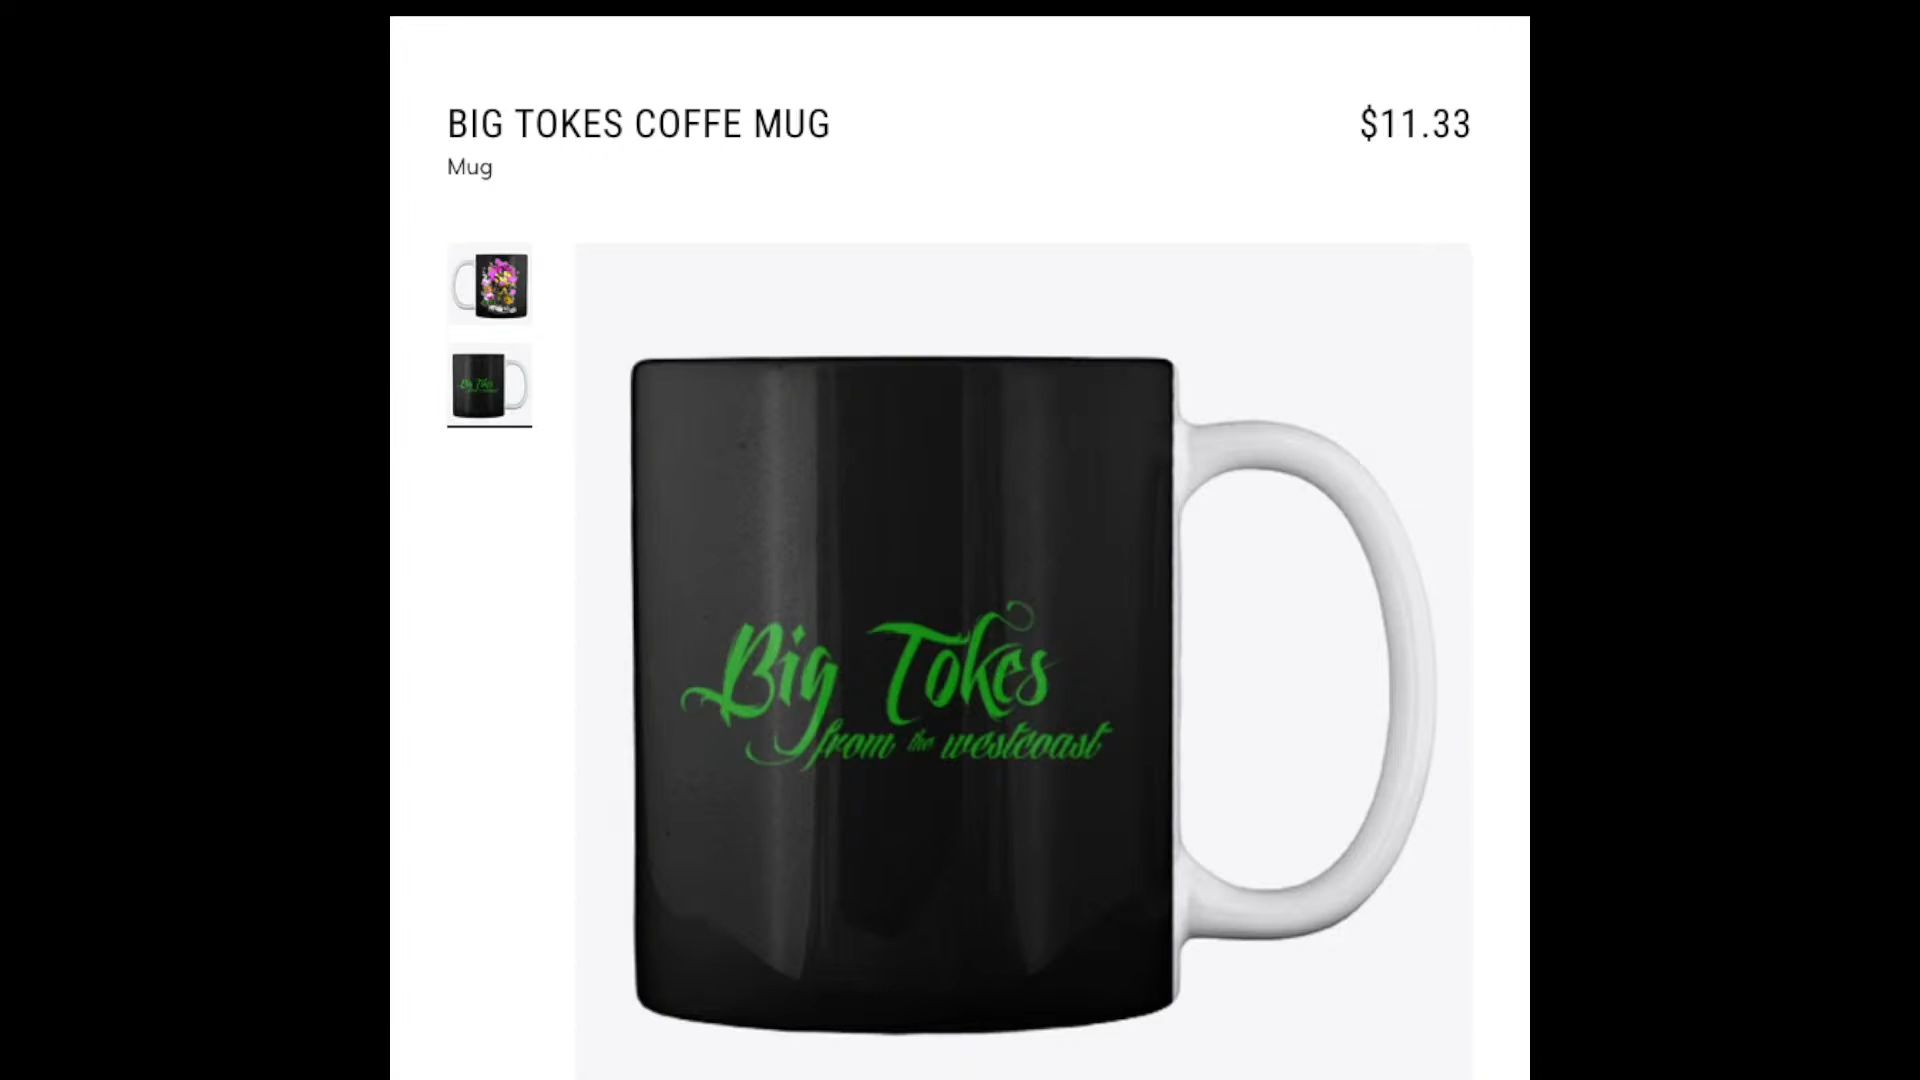 BIG TOKES COFFE MUG
$11.33
Mug
Big Tokes
from the westcoast